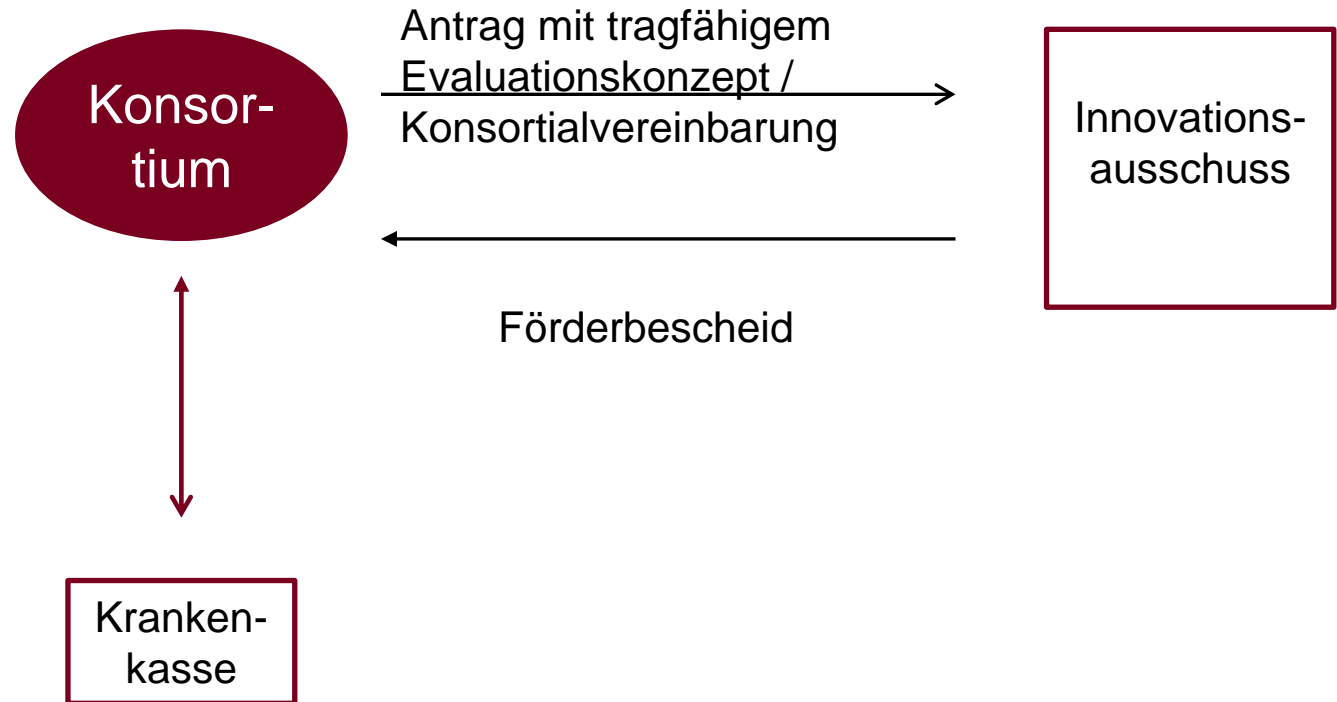 Konsor-
tium
Antrag mit tragfähigem
Evaluationskonzept /
Konsortialvereinbarung
Innovations-
ausschuss
Förderbescheid
Kranken-
kasse